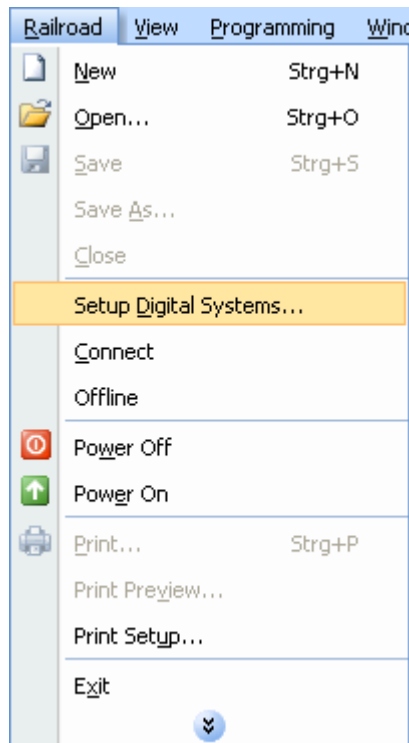 Railroad View Programming
New Strg+N
Open... Strg+O
Save Strg+S
Save As...
Close
Setup Digital Systems...
Connect
Offline
Power Off
Power On
Print... Strg+P
Print Preview...
Print Setup...
Exit